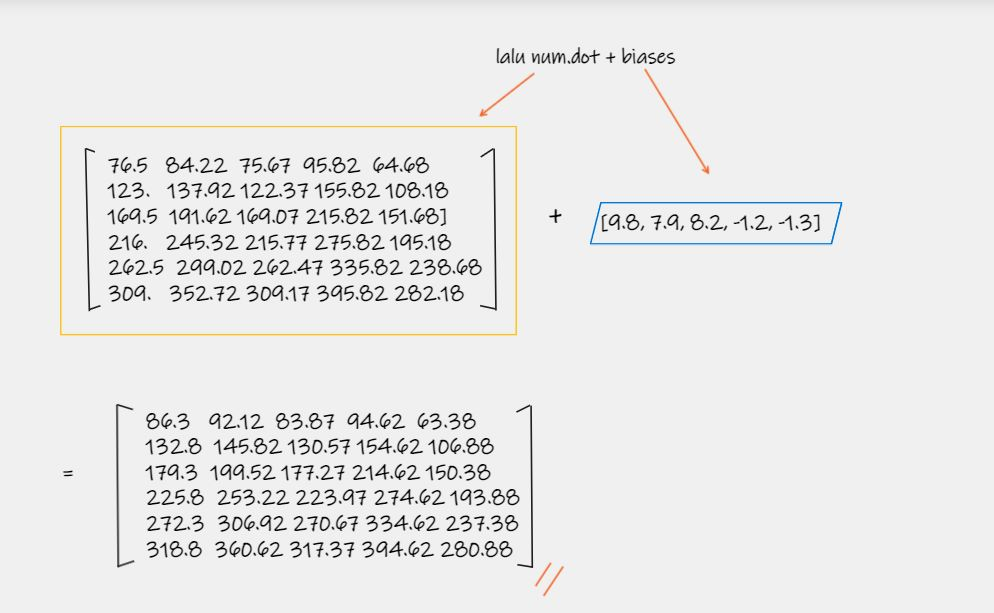 lalu num.dot + biases
76.5 84.22 75.67 95.82 64.68
123. 137.92 122.37 155.82 108.18
169.5 191.62 169.07 215.82 151.68]
216. 245.32 215.77 275.82 195.18
262.5 299.02 262.47 335.82 238.68
309. 352.72 309.17 395.82 282.18
+
[9.8, 7.9, 8.2, -1.2, -1.3]
=
86.3 92.12 83.87 94.62 63.38
132.8 145.82 130.57 154.62 106.88
179.3 199.52 177.27 214.62 150.38
225.8 253.22 223.97 274.62 193.88
272.3 306.92 270.67 334.62 237.38
318.8 360.62 317.37 394.62 280.88